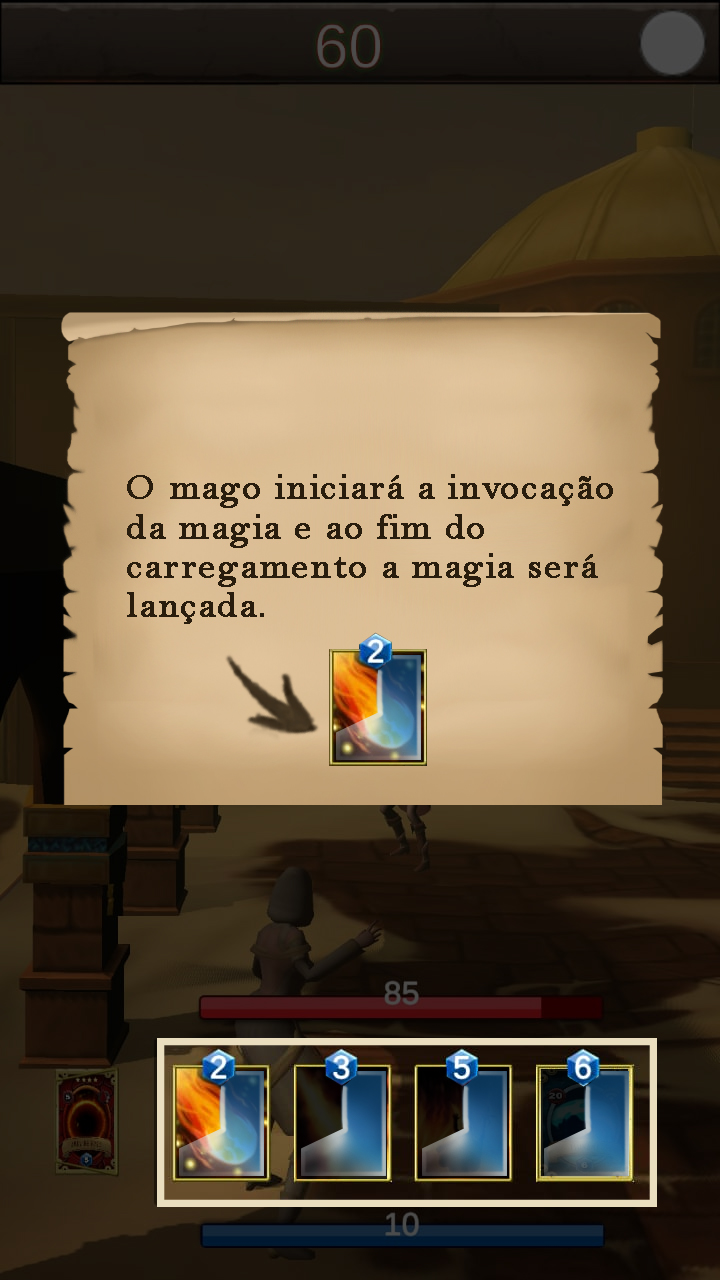 60
O mago iniciará a invocação
da magia e ao fim do
carregamento a magia será
lançada.
2
85
2 3 5 6
20
10